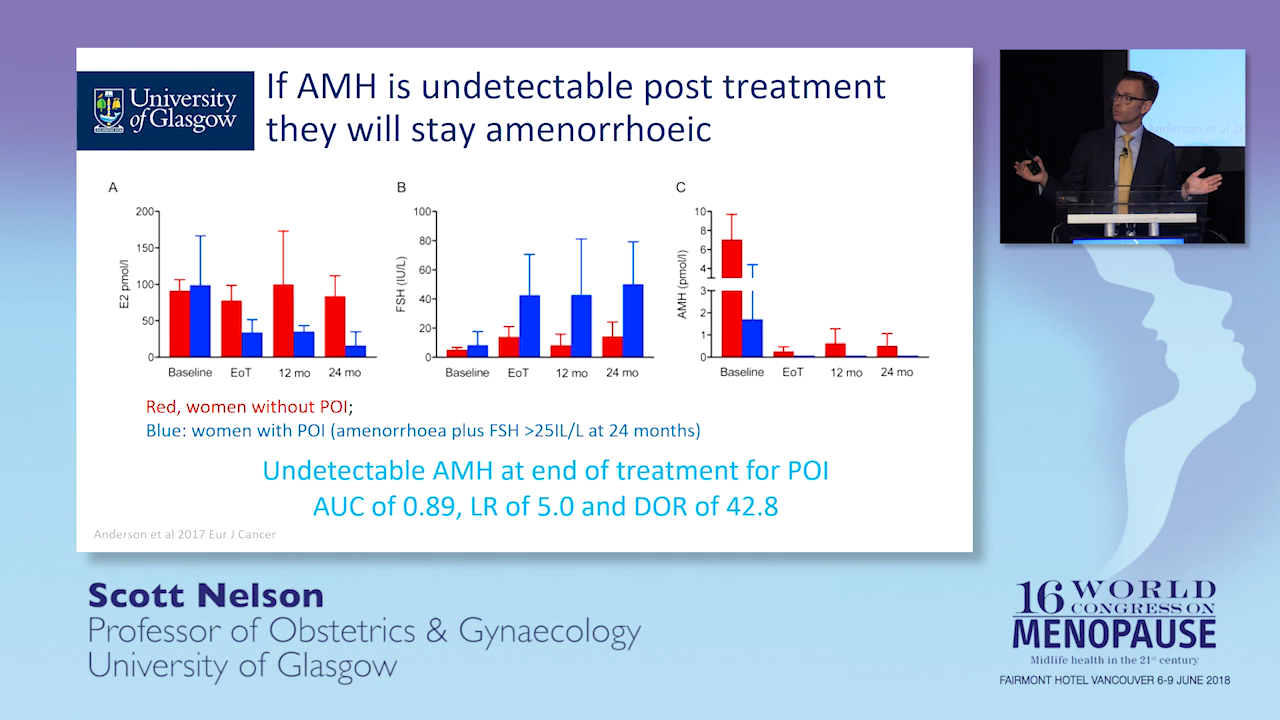 University
of Glasgow
If AMH is undetectable post treatment
they will stay amenorrhoeic
A
B
C
200
150
100
50
0
E2 pmol/l
Baseline
EoT
12 mo
24 mo
100
80
60
40
20
0
FSH (IU/L)
Baseline
EoT
12 mo
24 mo
10
8
6
4
3
2
1
0
AMH (pmol/l)
Baseline
EoT
12 mo
24 mo
Red, women without POI;
Blue: women with POI (amenorrhoea plus FSH >25IL/L at 24 months)
Undetectable AMH at end of treatment for POI
AUC of 0.89, LR of 5.0 and DOR of 42.8
Anderson et al 2017 Eur J Cancer
Anderson et al 20
Scott Nelson
Professor of Obstetrics & Gynaecology
University of Glasgow
16 WORLD
CONGRESS ON
MENOPAUSE
Midlife health in the 21st century
FAIRMONT HOTEL VANCOUVER 6-9 JUNE 2018